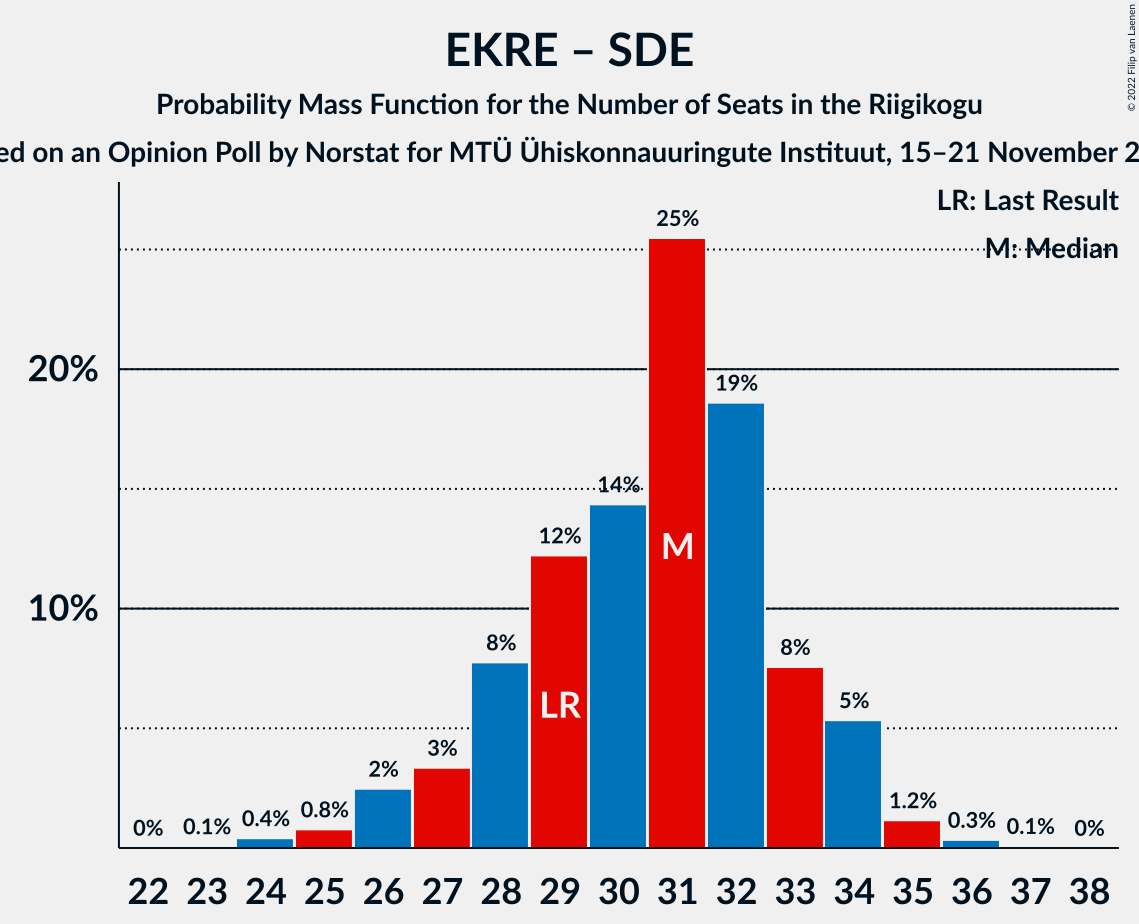 EKRE – SDE
Probability Mass Function for the Number of Seats in the Riigikogu
ed on an Opinion Poll by Norstat for MTÜ Ühiskonnauuringute Instituut, 15–21 November 2
© 2022 Filip van Laenen
LR: Last Result
M: Median
20%
10%
0%
0.1%
0.4%
0.8%
2%
3%
8%
12%
14%
25%
19%
8%
5%
1.2%
0.3%
0.1%
0%
LR
M
22 23 24 25 26 27 28 29 30 31 32 33 34 35 36 37 38